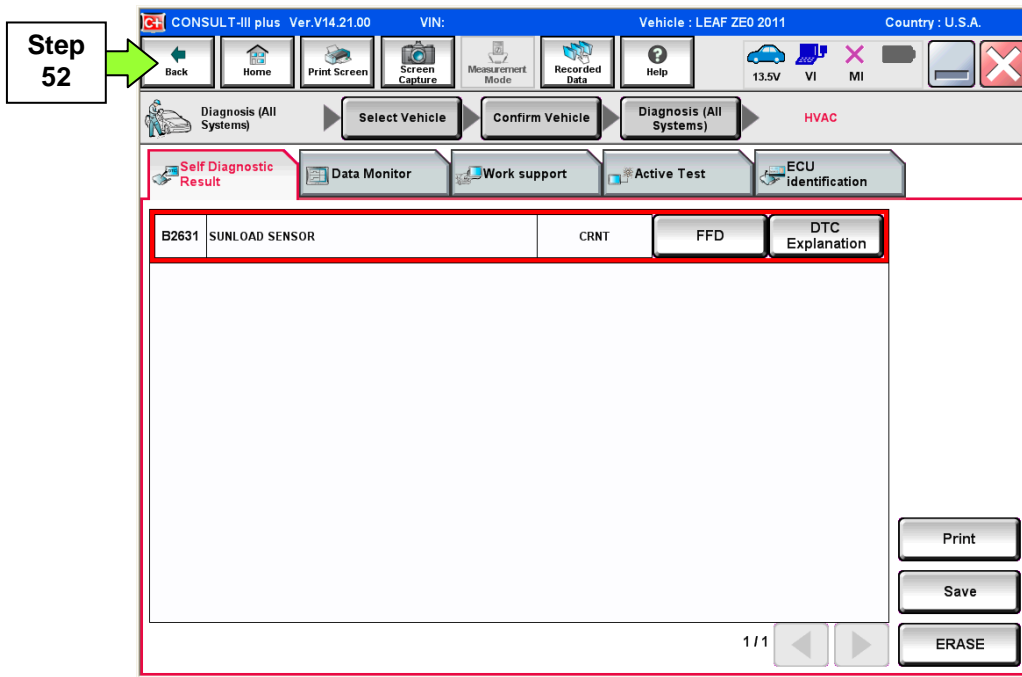 Step
52
C+ CONSULT-III plus Ver.V14.21.00 VIN: Vehicle : LEAF ZE0 2011 Country : U.S.A.
Back
Home
Print Screen
Screen
Capture
Measurement
Mode
Recorded
Data
Help
13.5V
VI
MI
Diagnosis (All
Systems)
Select Vehicle
Confirm Vehicle
Diagnosis (All
Systems)
HVAC
Self Diagnostic
Result
Data Monitor
Work support
Active Test
ECU
identification
B2631 SUNLOAD SENSOR CRNT FFD
DTC
Explanation
Print
Save
1/1
ERASE